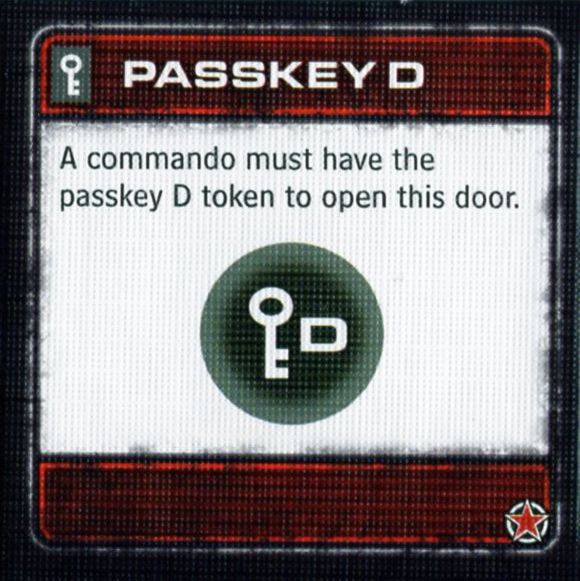 PASSKEY D
A commando must have the
passkey D token to open this door.
D